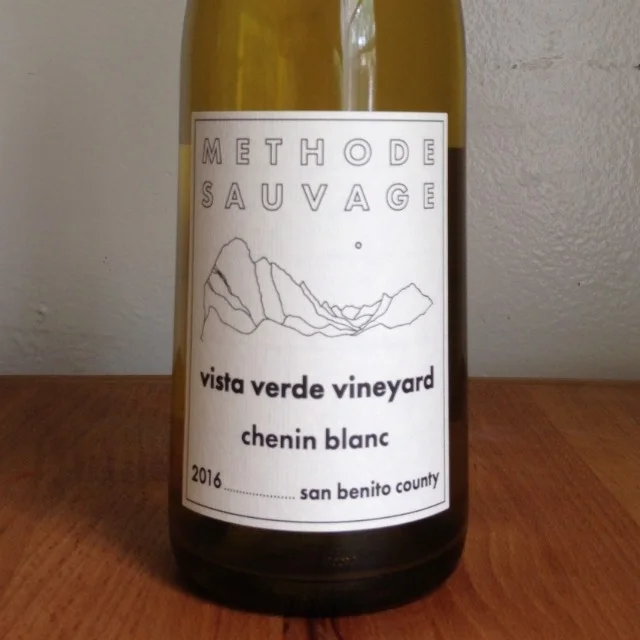 METHODE
SAUVAGE
vista verde vineyard
chenin blanc
2016.................. san benito county